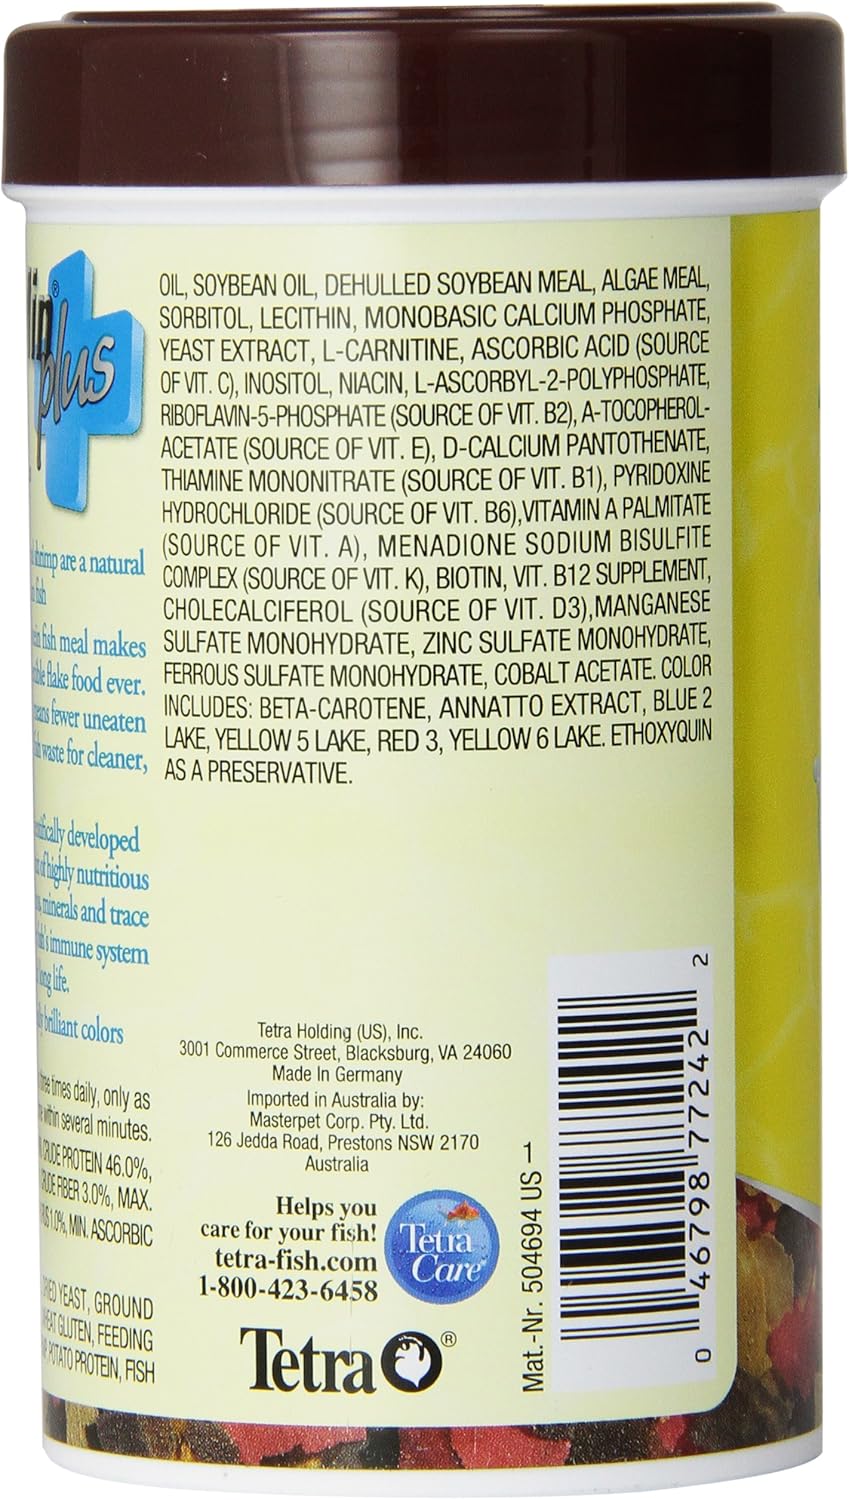 plus
shrimp are a natural
fish
fish meal makes
flake food ever.
fewer uneaten
waste for cleaner,
developed
of highly nutritious
minerals and trace
immune system
long life.
brilliant colors
times daily, only as
within several minutes.
CRUDE PROTEIN 46.0%,
FIBER 3.0%, MAX.
1.0%, MIN. ASCORBIC
DRIED YEAST, GROUND
GLUTEN, FEEDING
POTATO PROTEIN, FISH
OIL, SOYBEAN OIL, DEHULLED SOYBEAN MEAL, ALGAE MEAL,
SORBITOL, LECITHIN, MONOBASIC CALCIUM PHOSPHATE,
YEAST EXTRACT, L-CARNITINE, ASCORBIC ACID (SOURCE
OF VIT. C), INOSITOL, NIACIN, L-ASCORBYL-2-POLYPHOSPHATE,
RIBOFLAVIN-5-PHOSPHATE (SOURCE OF VIT. B2), A-TOCOPHEROL-
ACETATE (SOURCE OF VIT. E), D-CALCIUM PANTOTHENATE,
THIAMINE MONONITRATE (SOURCE OF VIT. B1), PYRIDOXINE
HYDROCHLORIDE (SOURCE OF VIT. B6),VITAMIN A PALMITATE
(SOURCE OF VIT. A), MENADIONE SODIUM BISULFITE
COMPLEX (SOURCE OF VIT. K), BIOTIN, VIT. B12 SUPPLEMENT,
CHOLECALCIFEROL (SOURCE OF VIT. D3),MANGANESE
SULFATE MONOHYDRATE, ZINC SULFATE MONOHYDRATE,
FERROUS SULFATE MONOHYDRATE, COBALT ACETATE. COLOR
INCLUDES: BETA-CAROTENE, ANNATTO EXTRACT, BLUE 2
LAKE, YELLOW 5 LAKE, RED 3, YELLOW 6 LAKE. ETHOXYQUIN
AS A PRESERVATIVE.
Tetra Holding (US), Inc.
3001 Commerce Street, Blacksburg, VA 24060
Made In Germany
Imported in Australia by:
Masterpet Corp. Pty. Ltd.
126 Jedda Road, Prestons NSW 2170
Australia
Helps you
care for your fish!
tetra-fish.com
1-800-423-6458
Tetra
Care®
Tetra®
Mat.-Nr. 504694 US - 1
0 46798 77242 2